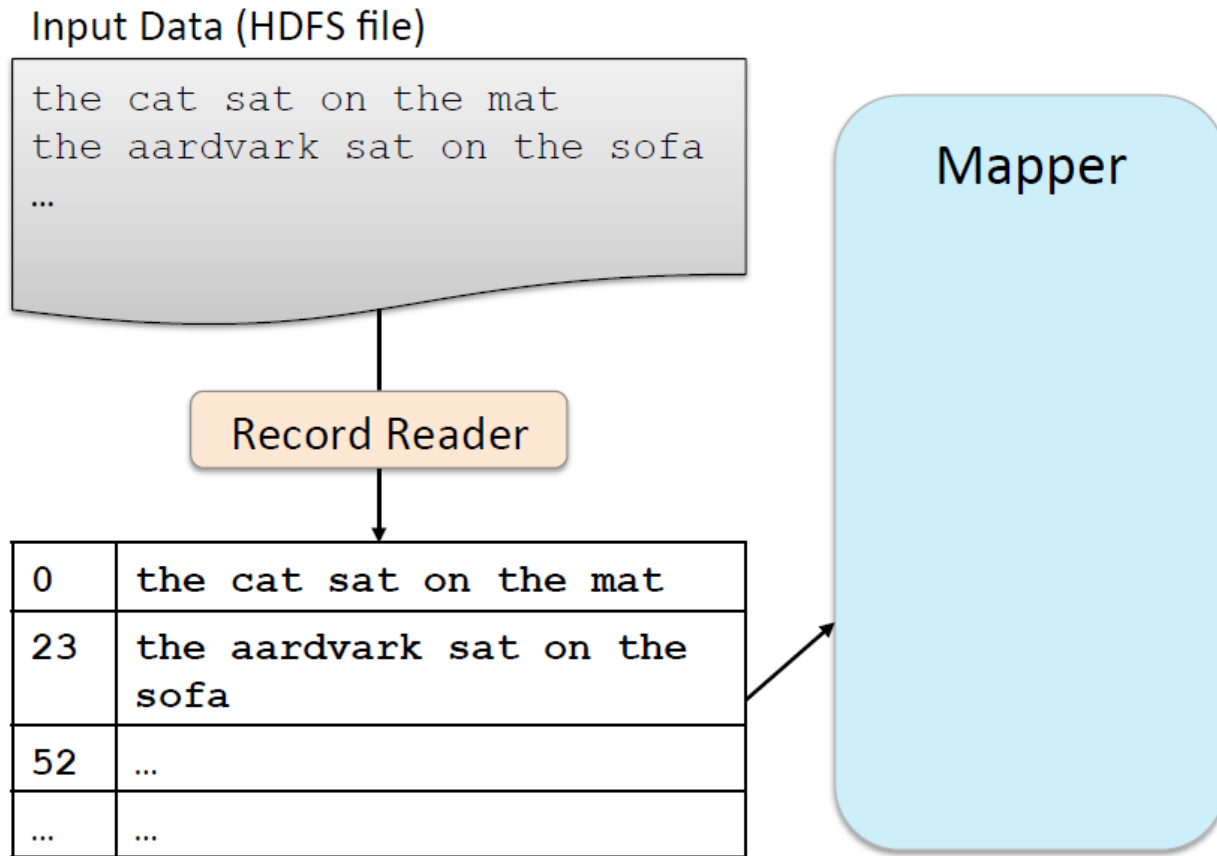 Input Data (HDFS file)
the cat sat on the mat
the aardvark sat on the sofa
…
Mapper
Record Reader
0 the cat sat on the mat
23 the aardvark sat on the
sofa
52 …
… …